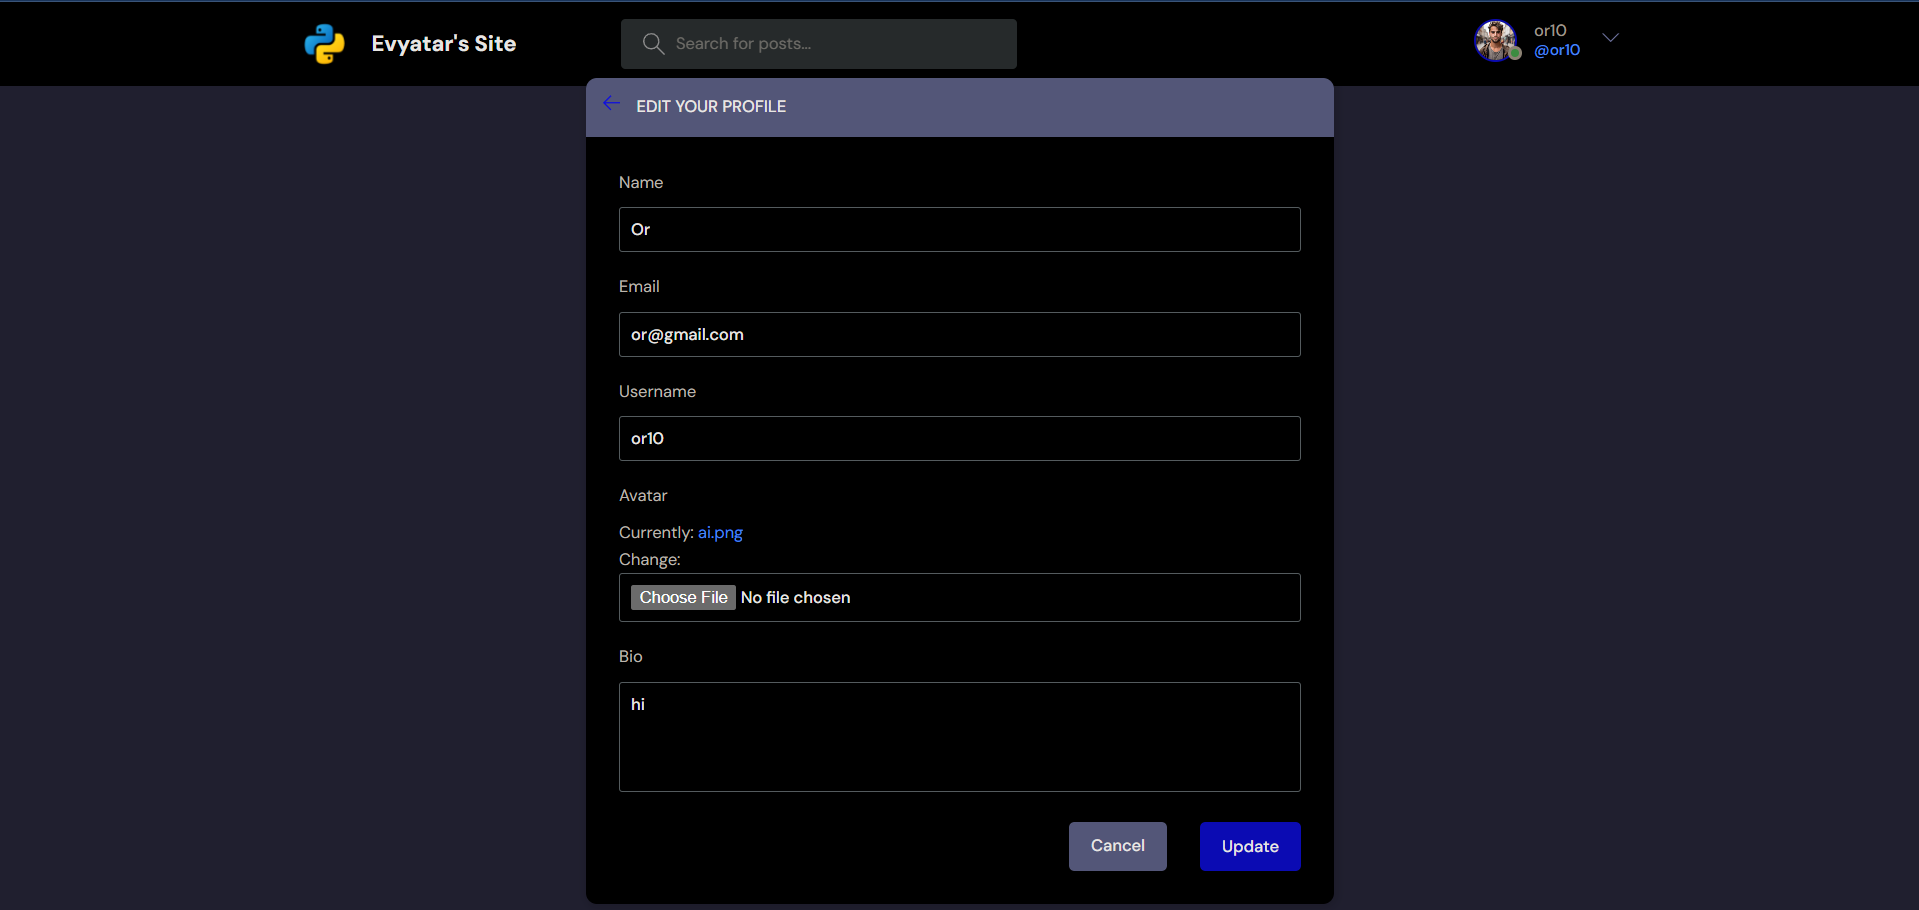 Evyatar's Site
Search for posts...
or10
@or10
EDIT YOUR PROFILE
Name
Or
Email
or@gmail.com
Username
or10
Avatar
Currently: ai.png
Change:
Choose File No file chosen
Bio
hi
Cancel
Update